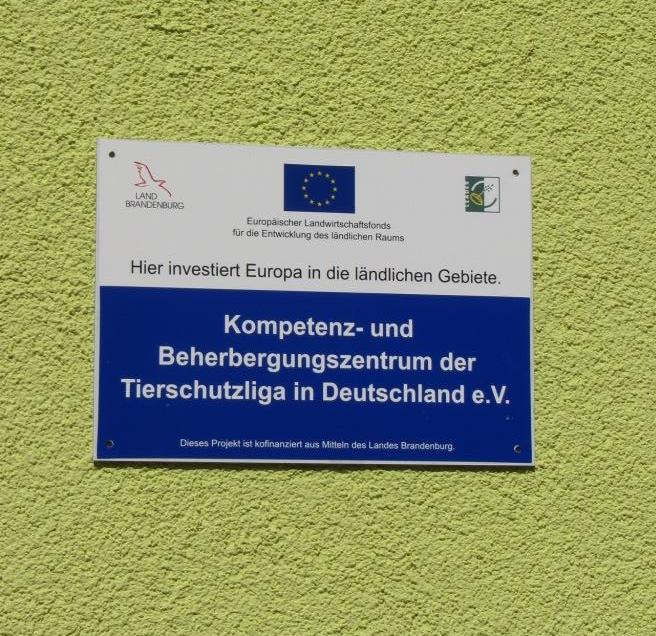 LAND
BRANDENBURG
Europäischer Landwirtschaftsfonds
für die Entwicklung des ländlichen Raums
LEADER
Hier investiert Europa in die ländlichen Gebiete.
Kompetenz- und
Beherbergungszentrum der
Tierschutzliga in Deutschland e.V.
Dieses Projekt ist kofinanziert aus Mitteln des Landes Brandenburg.